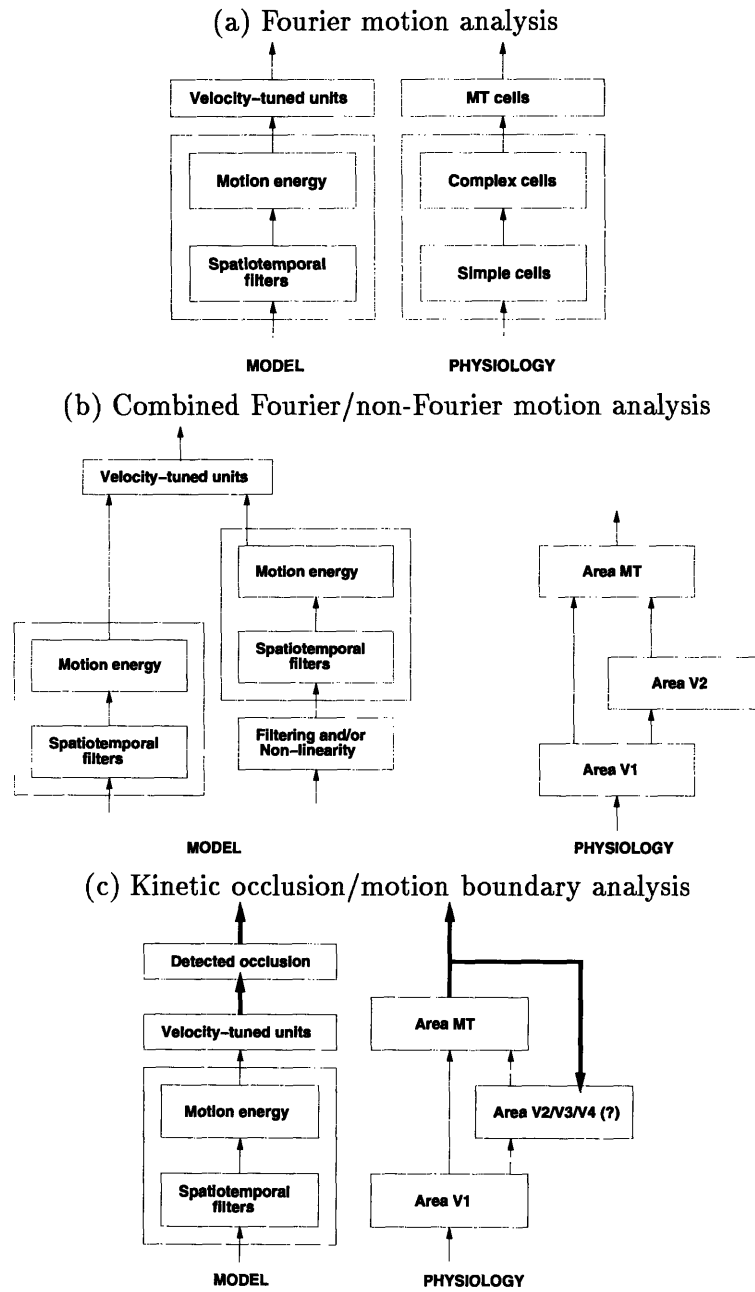 (a) Fourier motion analysis
Velocity-tuned units
MT cells
Motion energy
Complex cells
Spatiotemporal
filters
Simple cells
MODEL
PHYSIOLOGY
(b) Combined Fourier/non-Fourier motion analysis
Velocity-tuned units
Motion energy
Area MT
Motion energy
Spatiotemporal
filters
Area V2
Spatiotemporal
filters
Filtering and/or
Non-linearity
Area V1
MODEL
PHYSIOLOGY
(c) Kinetic occlusion/motion boundary analysis
Detected occlusion
Velocity-tuned units
Area MT
Motion energy
Area V2/V3/V4 (?)
Spatiotemporal
filters
Area V1
MODEL
PHYSIOLOGY